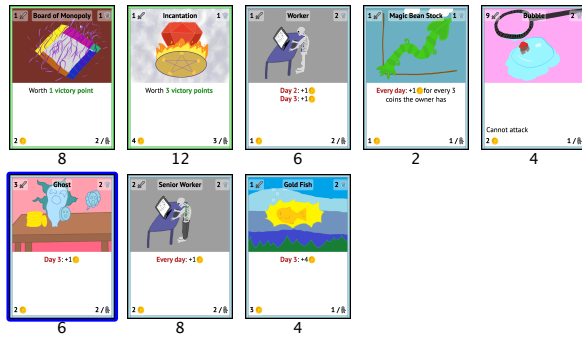 1 Board of Monopoly 1
Worth 1 victory point
2 2/
8
1 Incantation 1
Worth 3 victory points
4 3/
12
1 Worker 2
Day 2: +1
Day 3: +1
1 2/
6
1 Magic Bean Stock 1
Every day: +1 for every 3
coins the owner has
1 1/
2
9 Bubble 2
Cannot attack
2 1/
4
3 Ghost 2
Day 3: +1
2 2/
6
2 Senior Worker 2
Every day: +1
2 2/
8
1 Gold Fish 2
Day 3: +4
3 1/
4